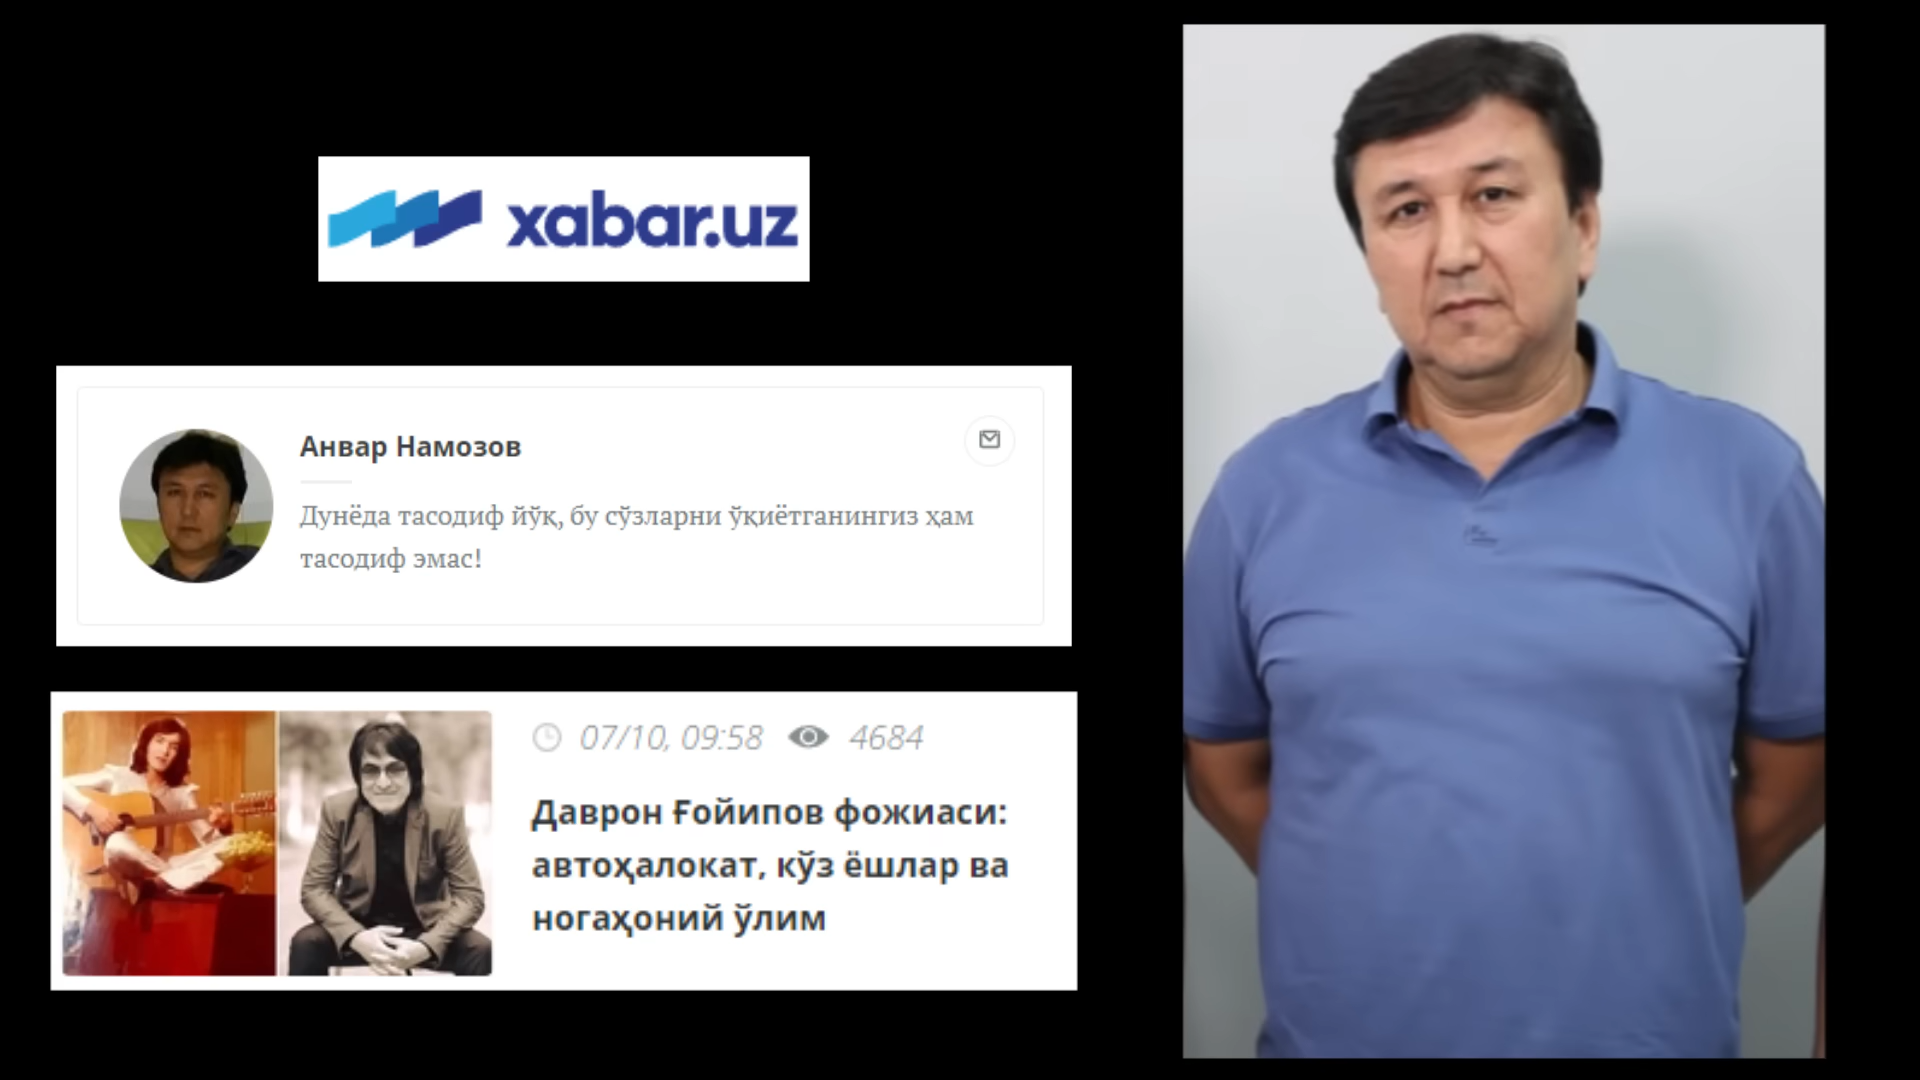 xabar.uz
Анвар Намозов
Дунёда тасодиф йўқ, бу сўзларни ўқиётганингиз ҳам
тасодиф эмас!
07/10, 09:58 4684
Даврон Ғойипов фожиаси:
автоҳалокат, кўз ёшлар ва
ногаҳоний ўлим